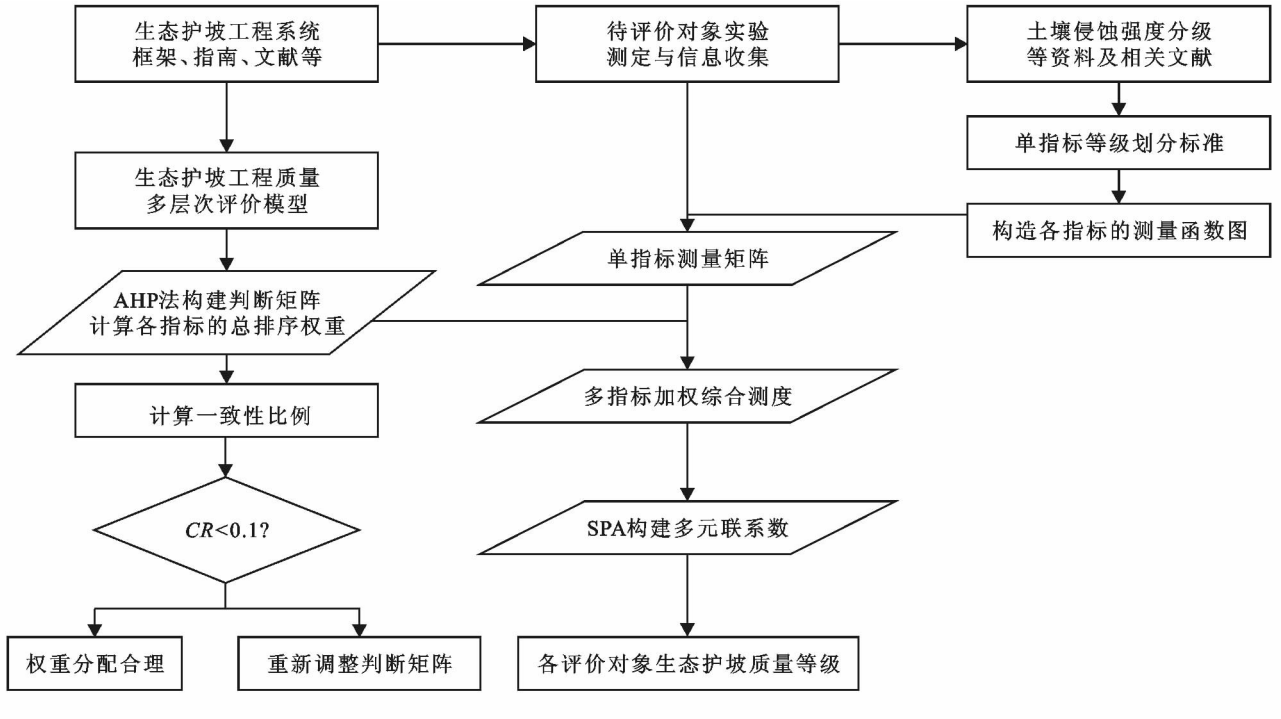 生态护坡工程系统
框架、指南、文献等
待评价对象实验
测定与信息收集
土壤侵蚀强度分级
等资料及相关文献
单指标等级划分标准
构造各指标的测量函数图
生态护坡工程质量
多层次评价模型
单指标测量矩阵
AHP法构建判断矩阵
计算各指标的总排序权重
多指标加权综合测度
计算一致性比例
SPA构建多元联系数
CR<0.1?
权重分配合理
重新调整判断矩阵
各评价对象生态护坡质量等级